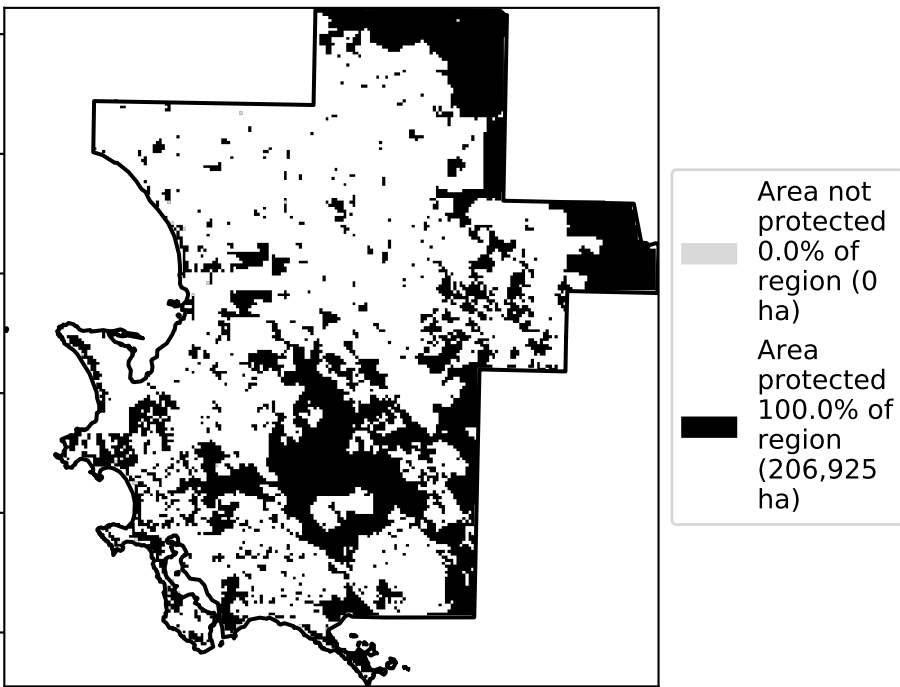 Area not
protected
0.0% of
region (0
ha)
Area
protected
100.0% of
region
(206,925
ha)